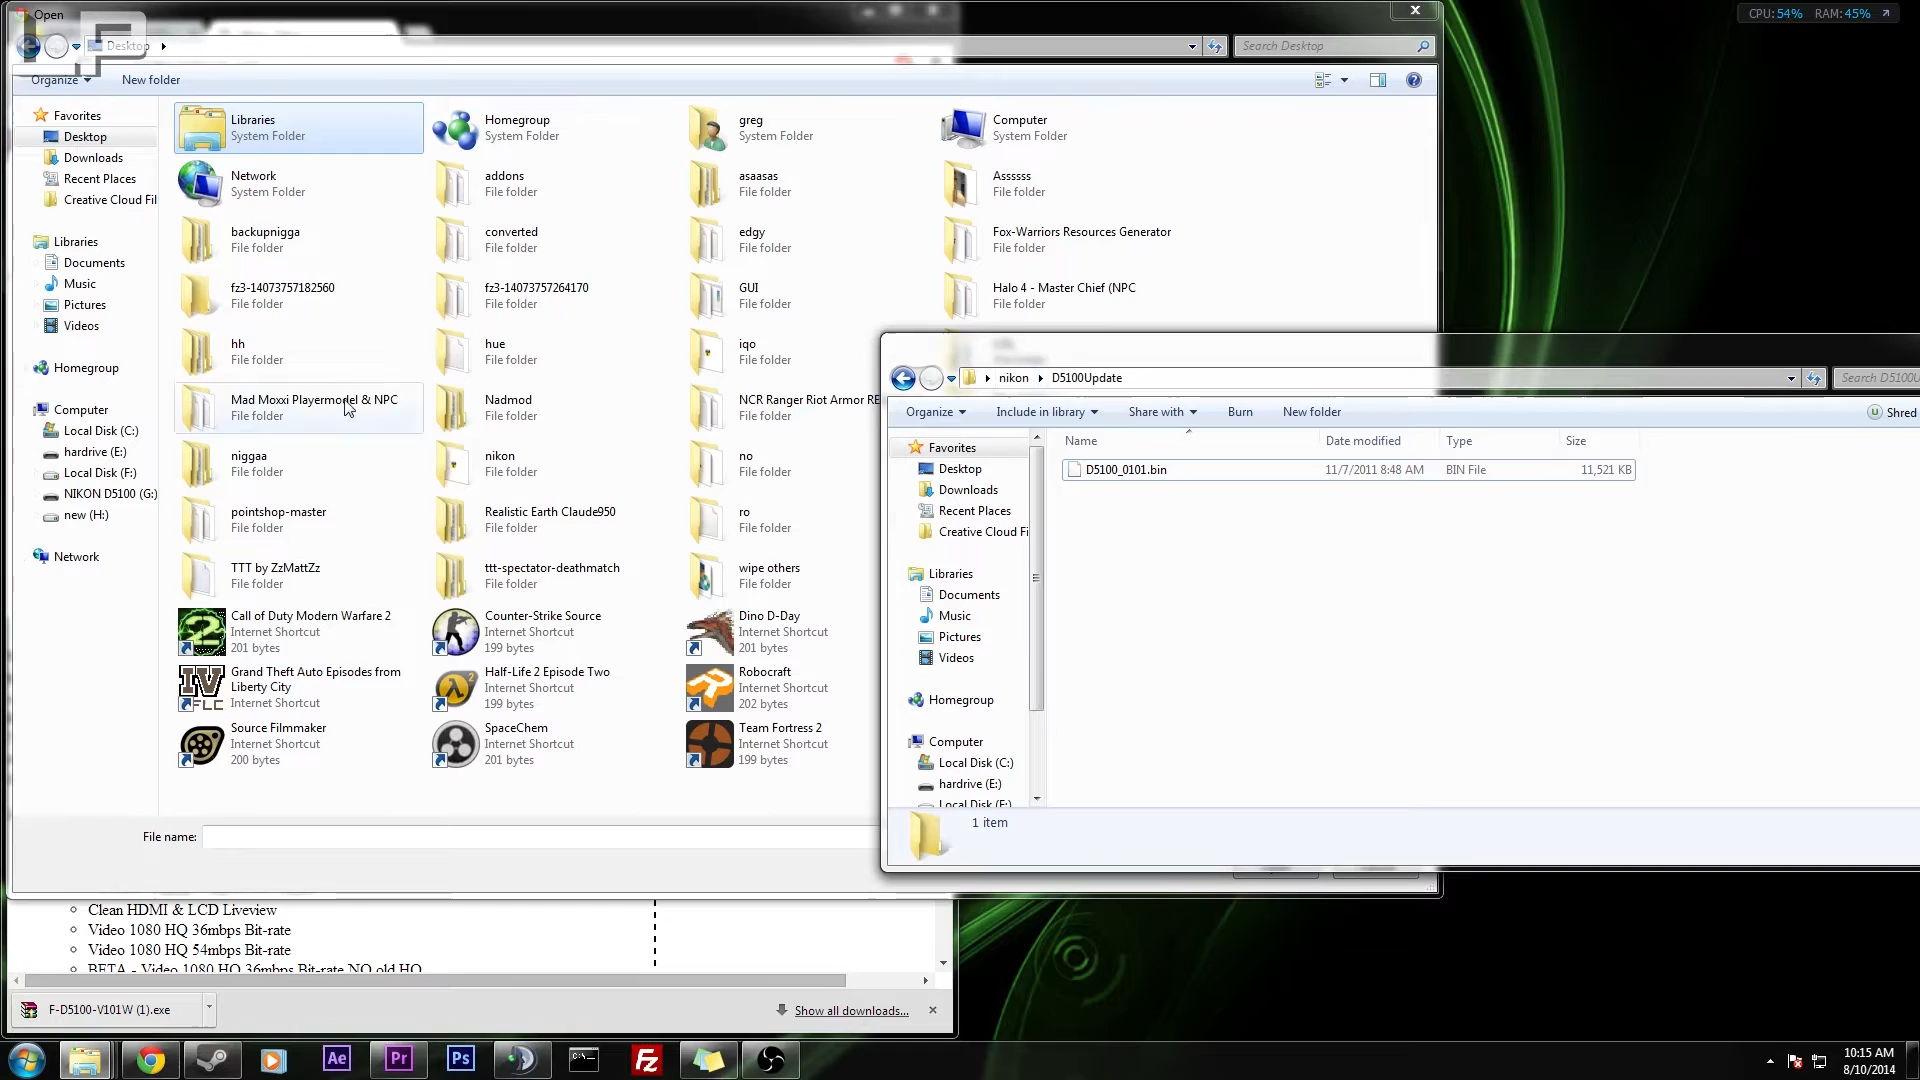 Open
CPU: 54% RAM: 45%
Desktop
Search Desktop
Organize
New folder
Favorites
Desktop
Downloads
Recent Places
Creative Cloud Fil
Libraries
Documents
Music
Pictures
Videos
Homegroup
Computer
Local Disk (C:)
hardrive (E:)
Local Disk (F:)
NIKON D5100 (G:)
new (H:)
Network
Libraries
System Folder
Homegroup
System Folder
greg
System Folder
Computer
System Folder
Network
System Folder
addons
File folder
asaasas
File folder
Assssss
File folder
backupnigga
File folder
converted
File folder
edgy
File folder
Fox-Warriors Resources Generator
File folder
fz3-14073757182560
File folder
fz3-14073757264170
File folder
GUI
File folder
Halo 4 - Master Chief (NPC
File folder
hh
File folder
hue
File folder
iqo
File folder
Mad Moxxi Playermodel & NPC
File folder
Nadmod
File folder
NCR Ranger Riot Armor RE
File folder
niggaa
File folder
nikon
File folder
no
File folder
pointshop-master
File folder
Realistic Earth Claude950
File folder
ro
File folder
TTT by ZzMattZz
File folder
ttt-spectator-deathmatch
File folder
wipe others
File folder
Call of Duty Modern Warfare 2
Internet Shortcut
201 bytes
Counter-Strike Source
Internet Shortcut
199 bytes
Dino D-Day
Internet Shortcut
201 bytes
Grand Theft Auto Episodes from
Liberty City
Internet Shortcut
Half-Life 2 Episode Two
Internet Shortcut
199 bytes
Robocraft
Internet Shortcut
202 bytes
Source Filmmaker
Internet Shortcut
200 bytes
SpaceChem
Internet Shortcut
201 bytes
Team Fortress 2
Internet Shortcut
199 bytes
File name:
nikon D5100Update
Search D5100U
Organize
Include in library
Share with
Burn
New folder
Shred
Name
Date modified
Type
Size
D5100_0101.bin
11/7/2011 8:48 AM
BIN File
11,521 KB
Favorites
Desktop
Downloads
Recent Places
Creative Cloud Fi
Libraries
Documents
Music
Pictures
Videos
Homegroup
Computer
Local Disk (C:)
hardrive (E:)
Local Disk (F:)
1 item
Clean HDMI & LCD Liveview
Video 1080 HQ 36mbps Bit-rate
Video 1080 HQ 54mbps Bit-rate
BETA - Video 1080 HQ 36mbps Bit-rate NQ old HQ
F-D5100-V101W (1).exe
Show all downloads...
Ae
Pr
Ps
Fz
10:15 AM
8/10/2014